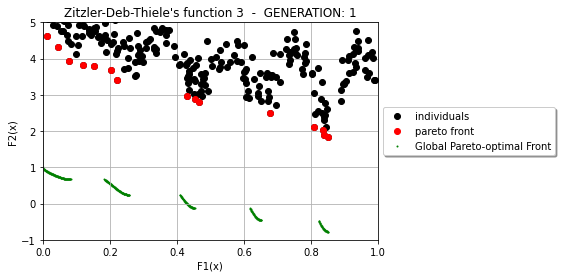 Zitzler-Deb-Thiele's function 3 - GENERATION: 1
5
4
3
2
1
0
−1
F2(x)
0.0 0.2 0.4 0.6 0.8 1.0
F1(x)
individuals
pareto front
Global Pareto-optimal Front